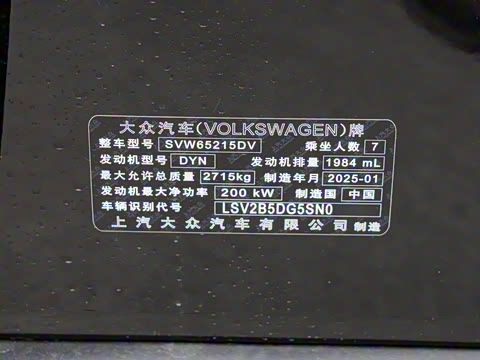 大众汽车(VOLKSWAGEN)牌
整车型号 SVW65215DV 乘坐人数 7
发动机型号 DYN 发动机排量 1984 mL
最大允许总质量 2715kg 制造年月 2025-01
发动机最大净功率 200 kW 制造国 中国
车辆识别代号 LSV2B5DG5SN0
上汽大众汽车有限公司 制造